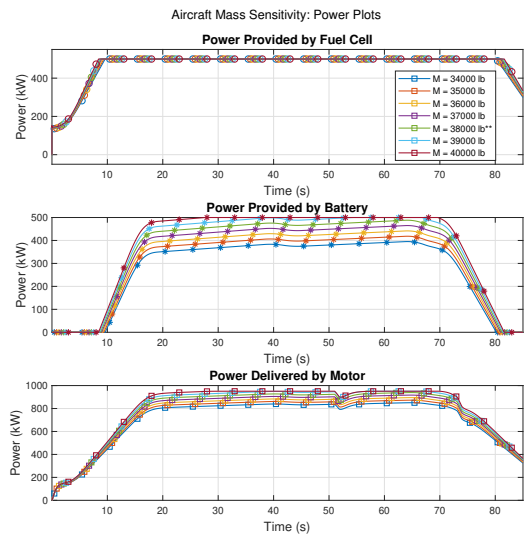 Aircraft Mass Sensitivity: Power Plots
Power Provided by Fuel Cell
400
200
0
Power (kW)
M = 34000 lb
M = 35000 lb
M = 36000 lb
M = 37000 lb
M = 38000 lb**
M = 39000 lb
M = 40000 lb
10 20 30 40 50 60 70 80
Time (s)
Power Provided by Battery
500
400
300
200
100
0
Power (kW)
10 20 30 40 50 60 70 80
Time (s)
Power Delivered by Motor
1000
800
600
400
200
0
Power (kW)
10 20 30 40 50 60 70 80
Time (s)